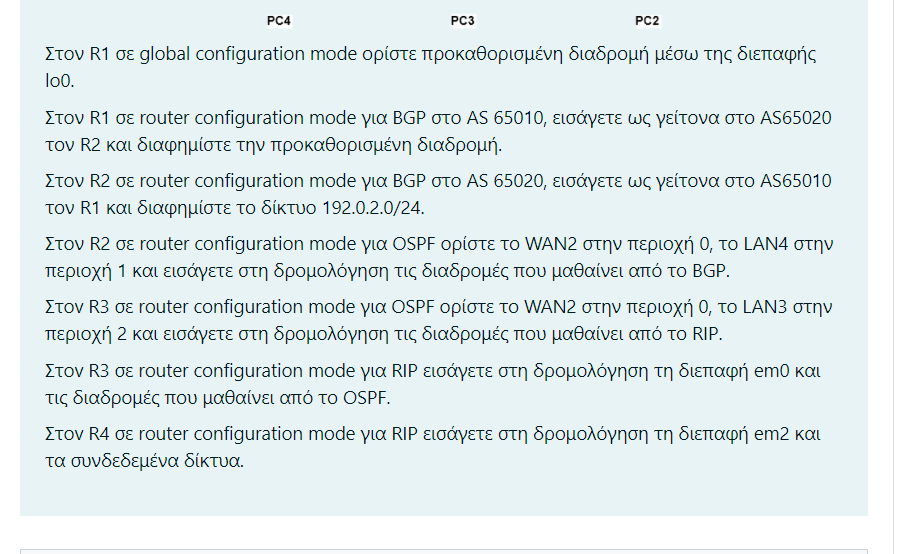 PC4 PC3 PC2
Στον R1 σε global configuration mode ορίστε προκαθορισμένη διαδρομή μέσω της διεπαφής
lo0.
Στον R1 σε router configuration mode για BGP στο AS 65010, εισάγετε ως γείτονα στο AS65020
τον R2 και διαφημίστε την προκαθορισμένη διαδρομή.
Στον R2 σε router configuration mode για BGP στο AS 65020, εισάγετε ως γείτονα στο AS65010
τον R1 και διαφημίστε το δίκτυο 192.0.2.0/24.
Στον R2 σε router configuration mode για OSPF ορίστε το WAN2 στην περιοχή 0, το LAN4 στην
περιοχή 1 και εισάγετε στη δρομολόγηση τις διαδρομές που μαθαίνει από το BGP.
Στον R3 σε router configuration mode για OSPF ορίστε το WAN2 στην περιοχή 0, το LAN3 στην
περιοχή 2 και εισάγετε στη δρομολόγηση τις διαδρομές που μαθαίνει από το RIP.
Στον R3 σε router configuration mode για RIP εισάγετε στη δρομολόγηση τη διεπαφή em0 και
τις διαδρομές που μαθαίνει από το OSPF.
Στον R4 σε router configuration mode για RIP εισάγετε στη δρομολόγηση τη διεπαφή em2 και
τα συνδεδεμένα δίκτυα.